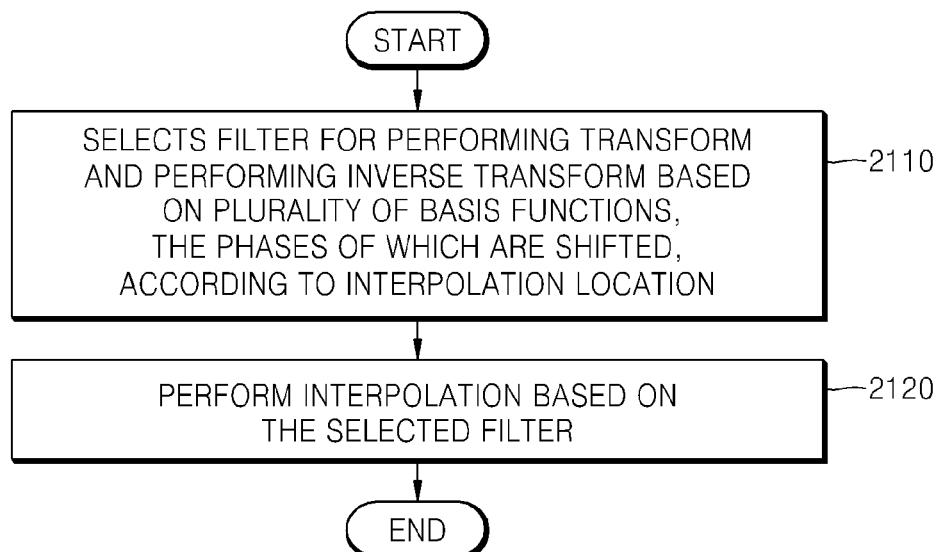 START
SELECTS FILTER FOR PERFORMING TRANSFORM
AND PERFORMING INVERSE TRANSFORM BASED
ON PLURALITY OF BASIS FUNCTIONS,
THE PHASES OF WHICH ARE SHIFTED,
ACCORDING TO INTERPOLATION LOCATION
2110
PERFORM INTERPOLATION BASED ON
THE SELECTED FILTER
2120
END